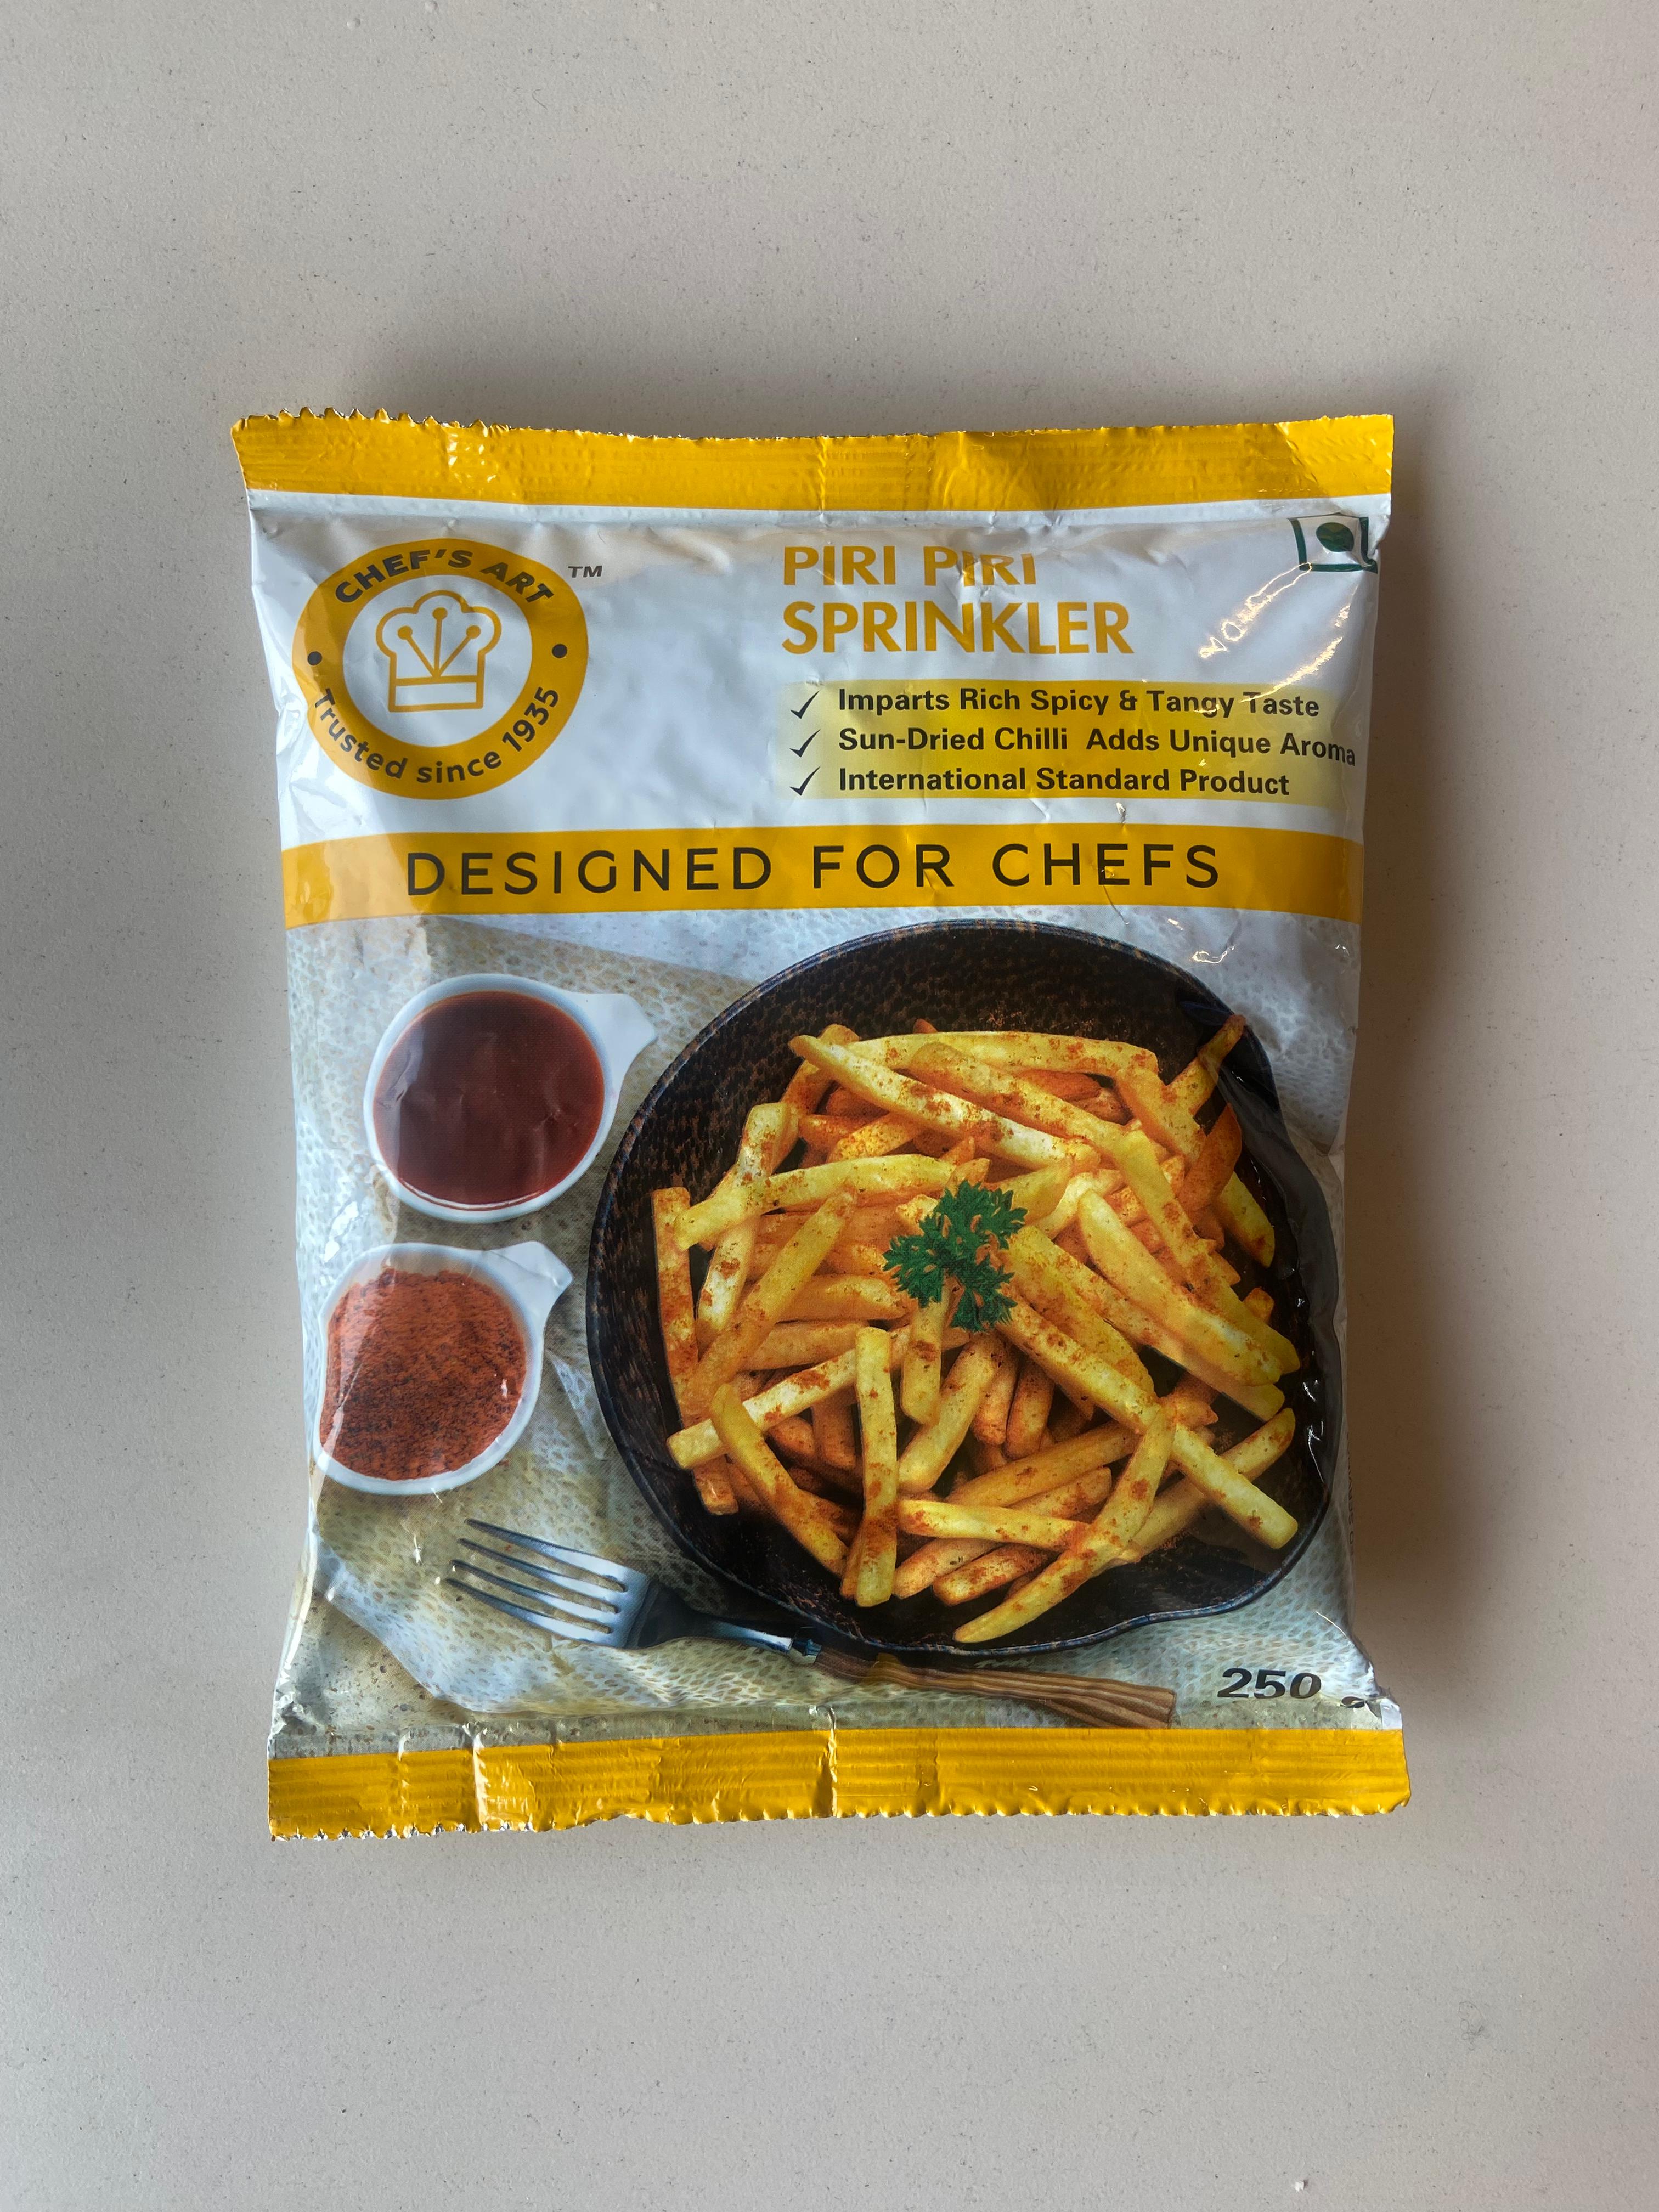 CHEF'S ART
TM
Trusted since 1935
PIRI PIRI
SPRINKLER
Imparts Rich Spicy & Tangy Taste
Sun-Dried Chilli Adds Unique Aroma
International Standard Product
DESIGNED FOR CHEFS
250 g